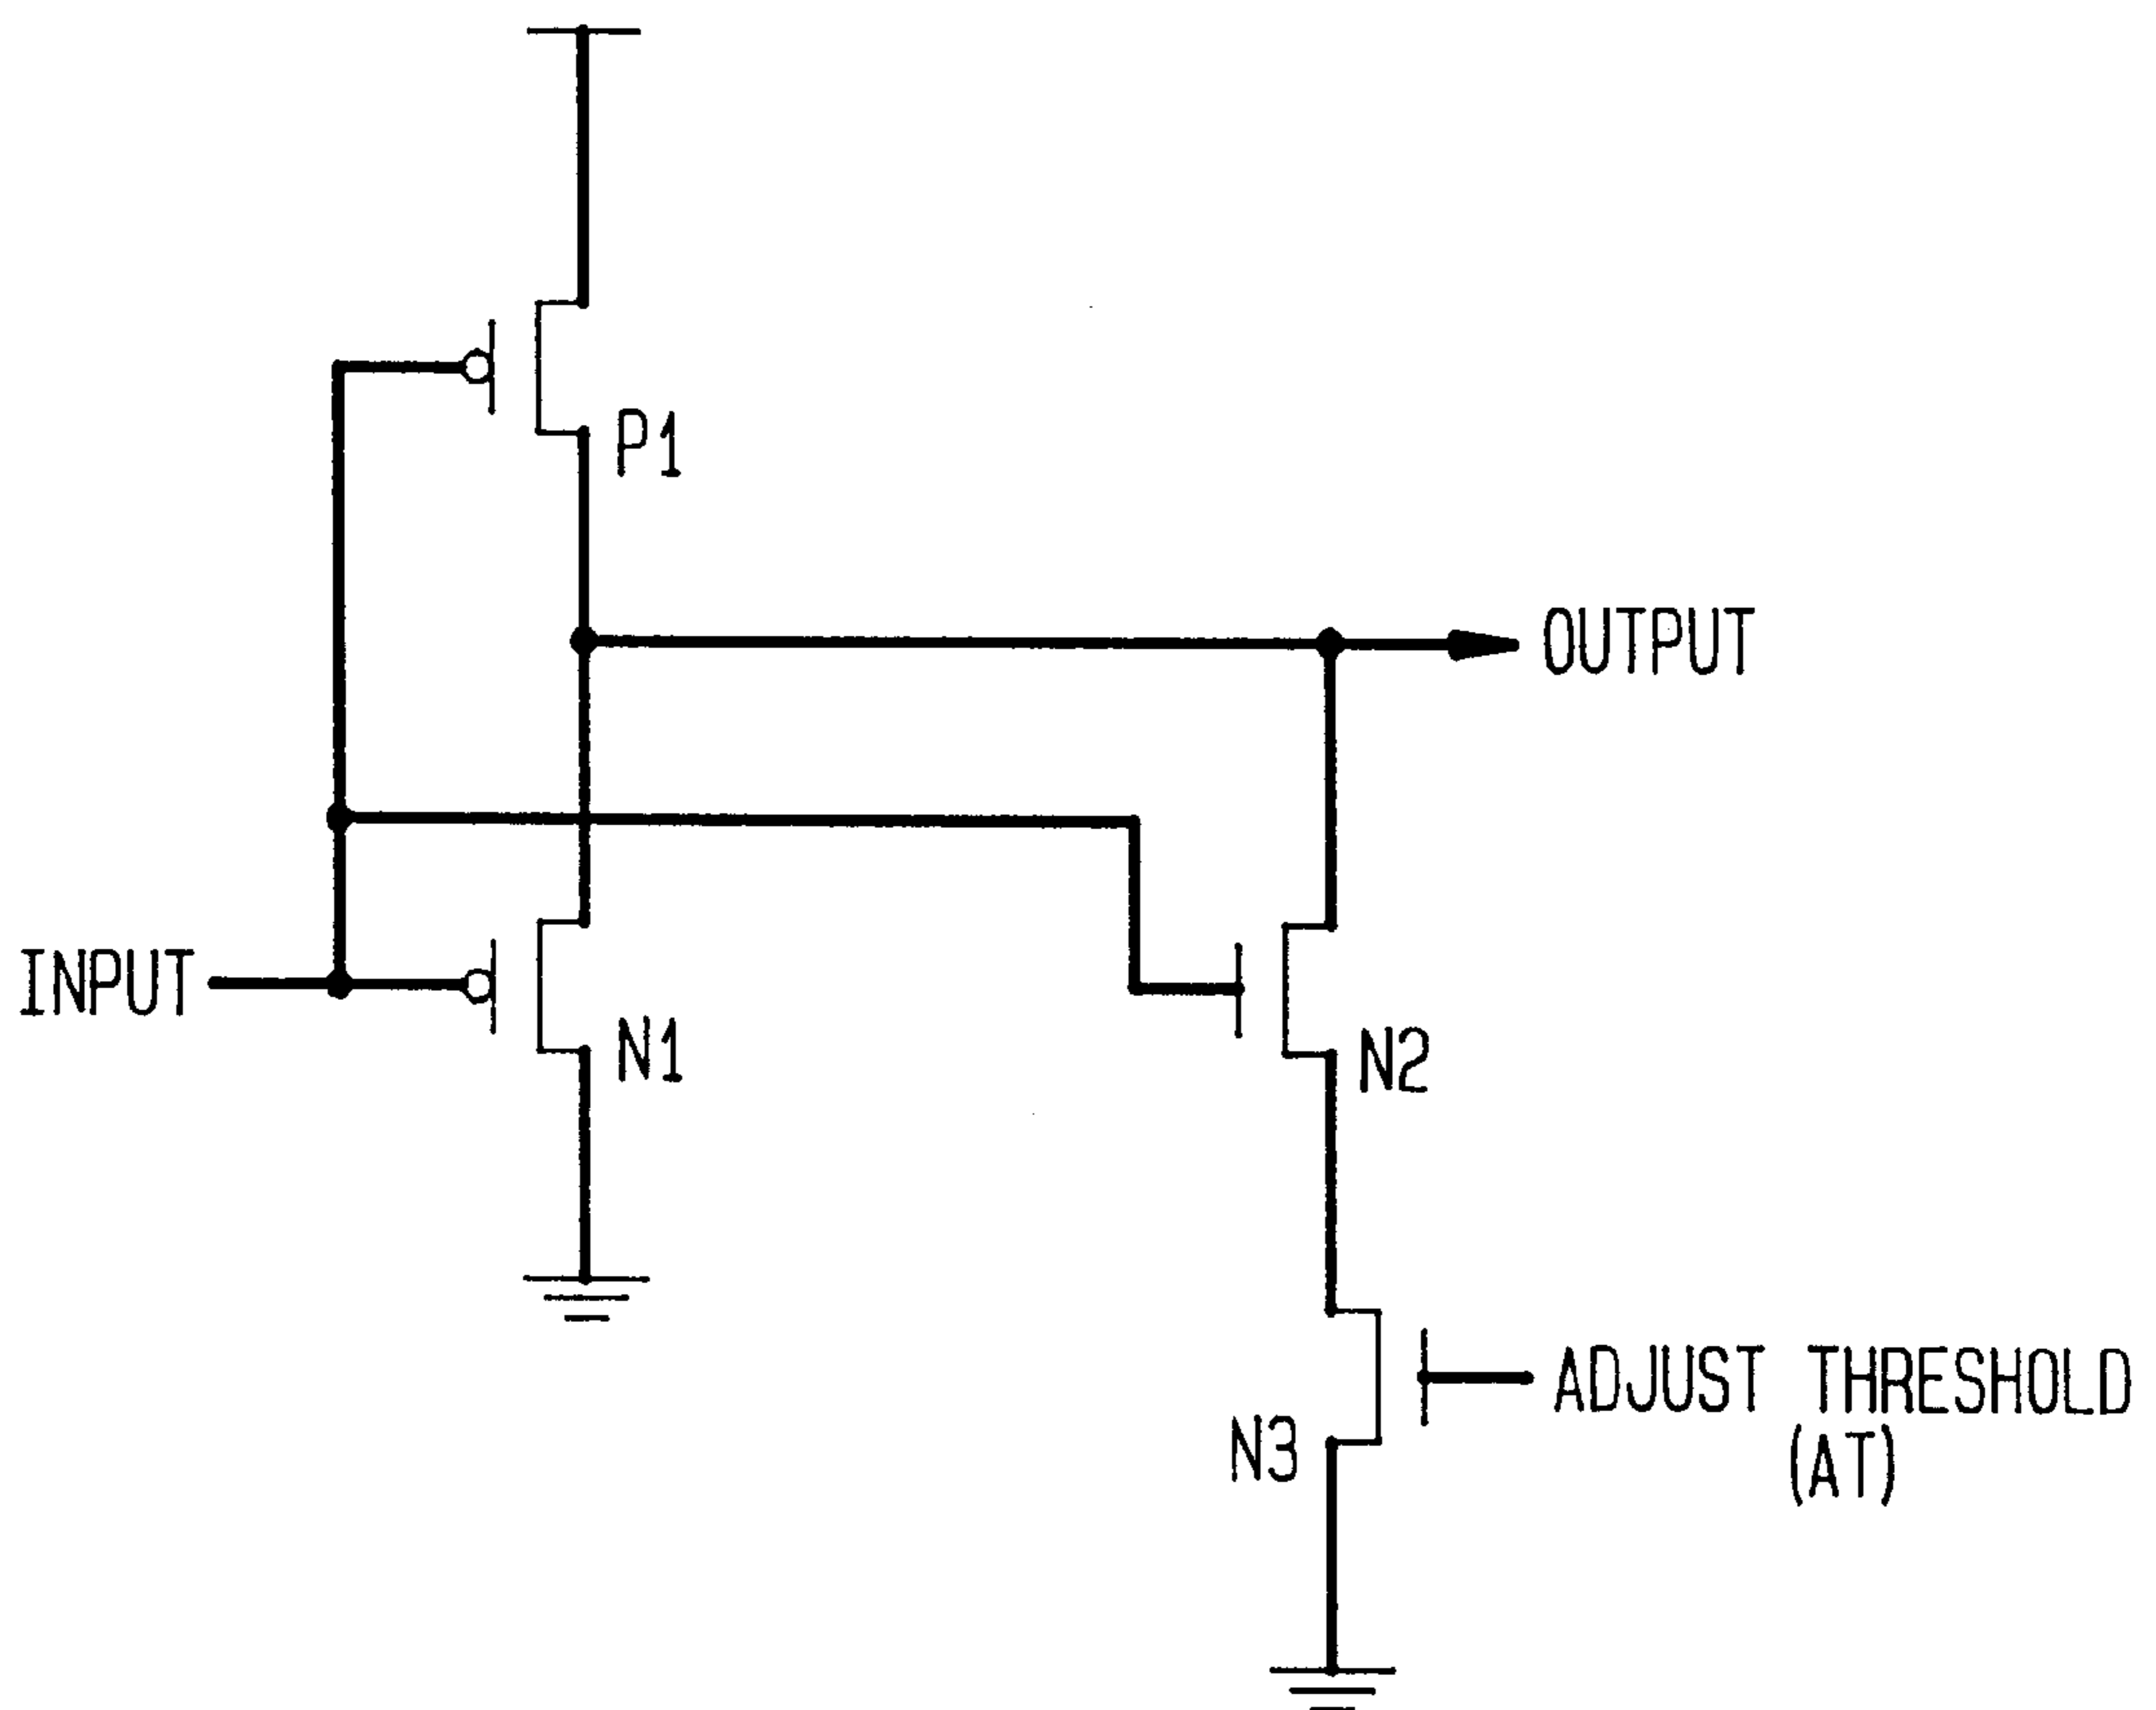 P1
OUTPUT
INPUT
N1
N2
ADJUST THRESHOLD
(AT)
N3